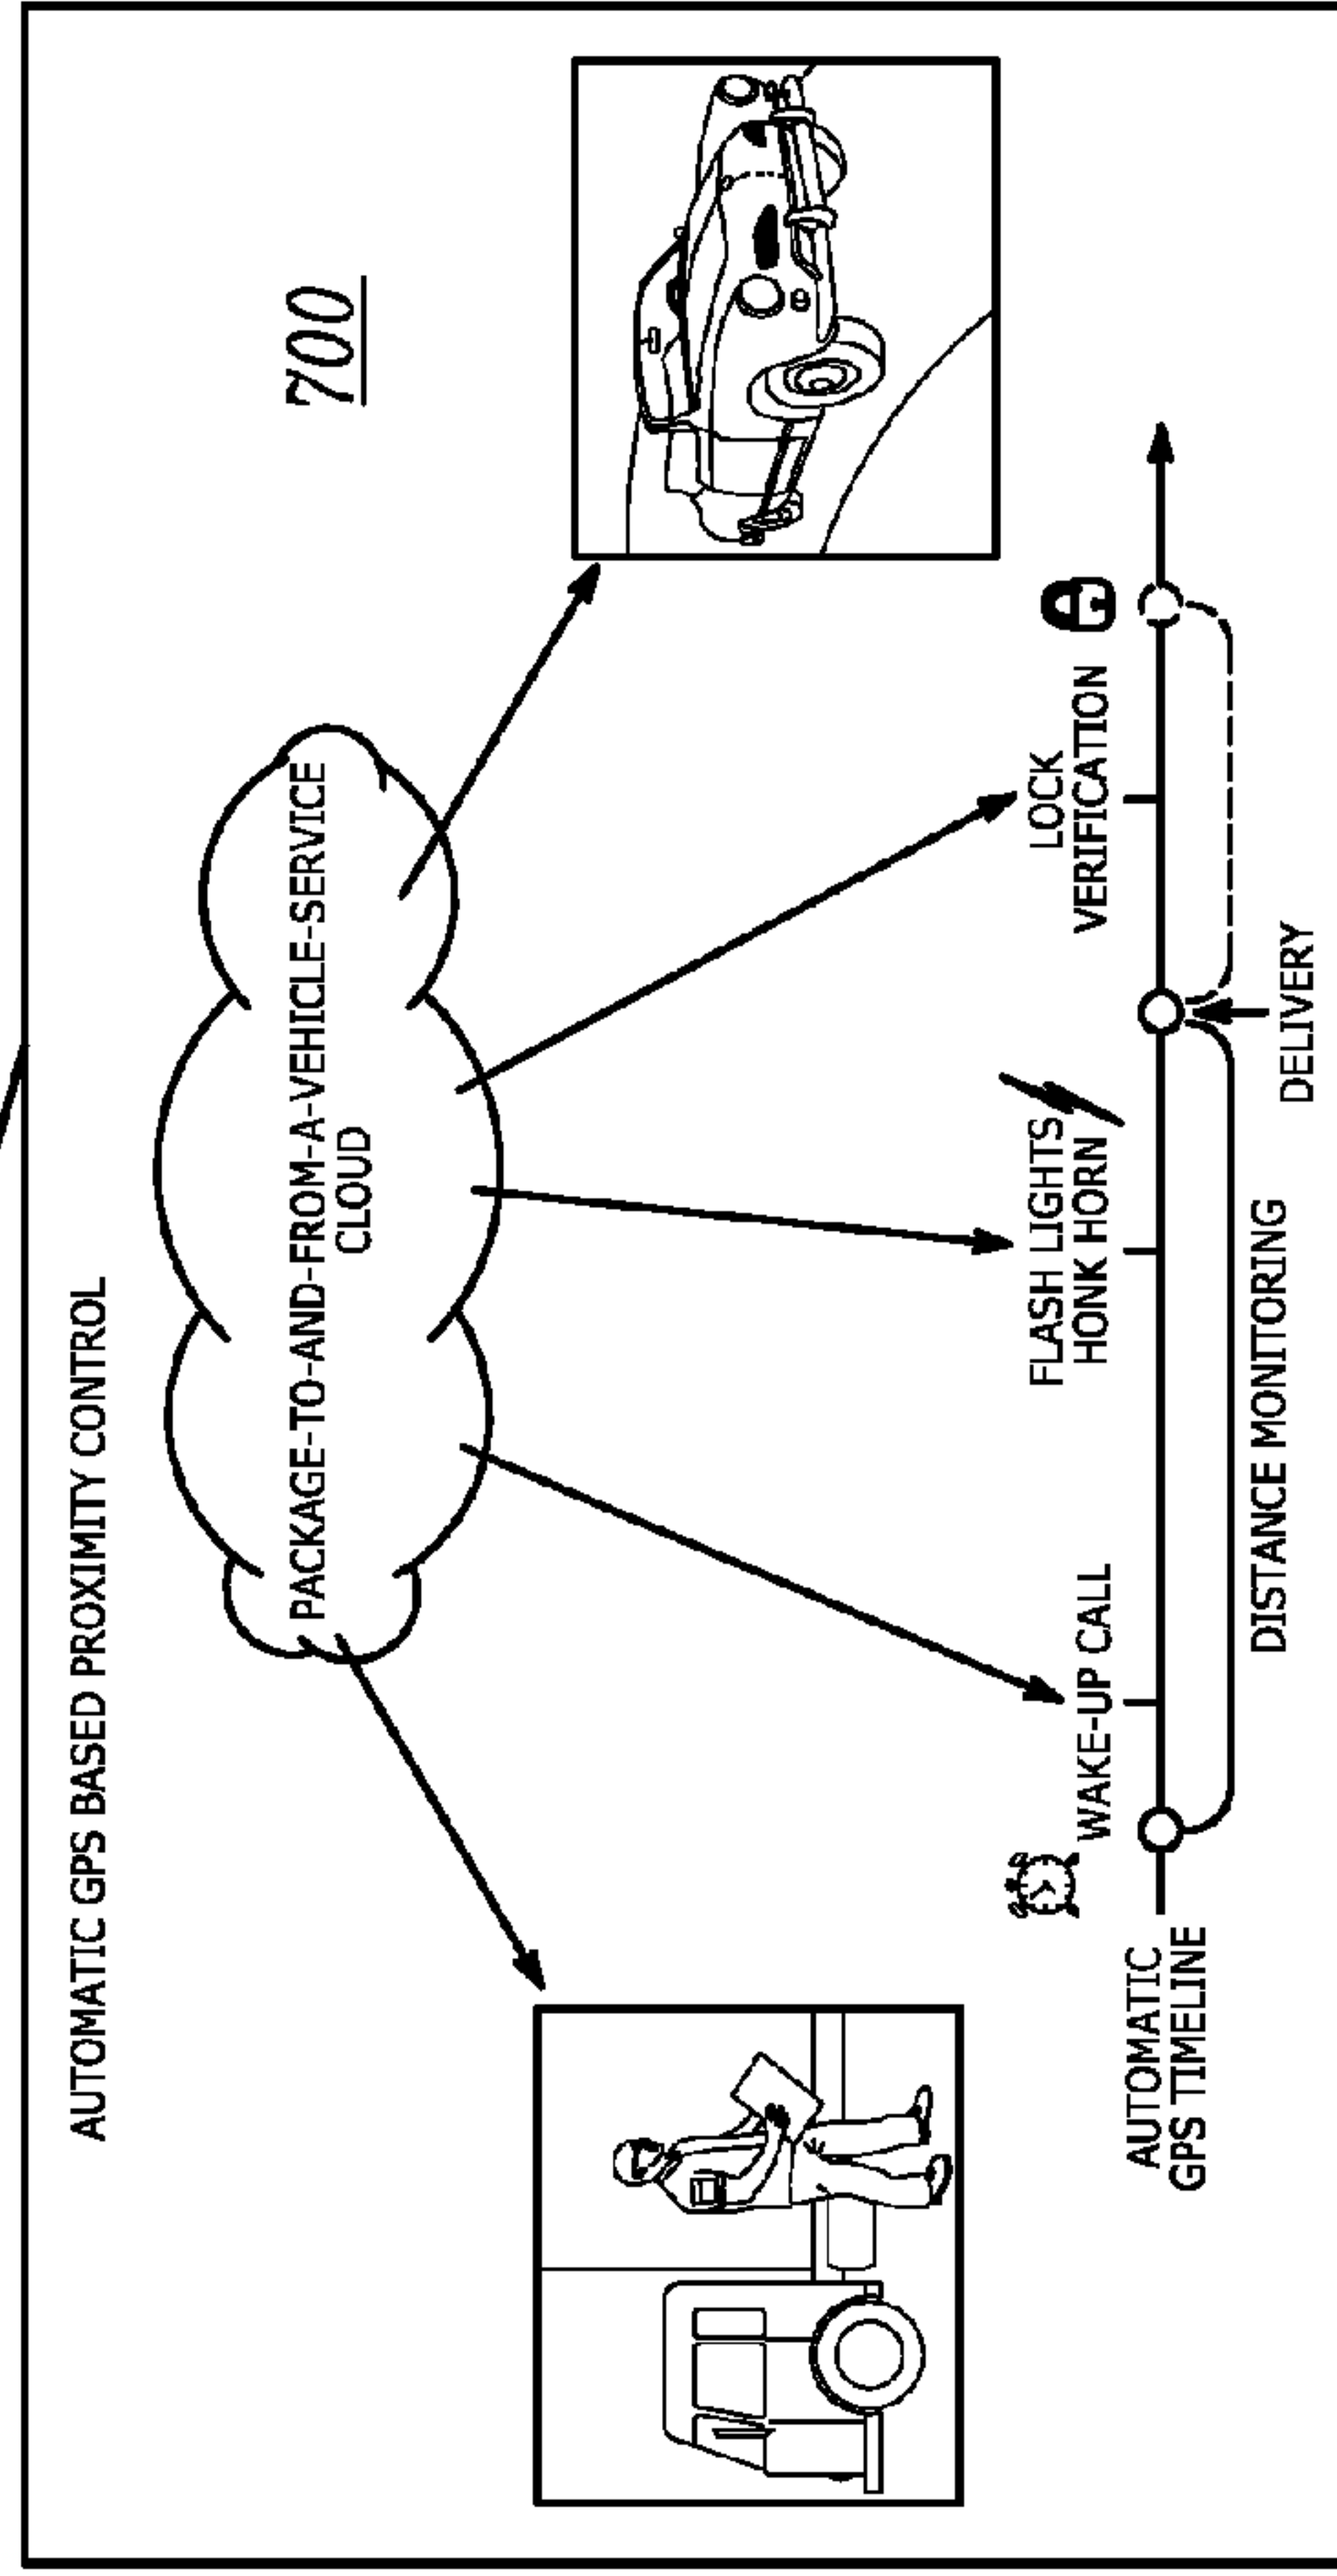 AUTOMATIC GPS BASED PROXIMITY CONTROL
700
PACKAGE-TO-AND-FROM-A-VEHICLE-SERVICE
CLOUD
WAKE-UP CALL
FLASH LIGHTS
HONK HORN
LOCK
VERIFICATION
AUTOMATIC
GPS TIMELINE
DISTANCE MONITORING
DELIVERY